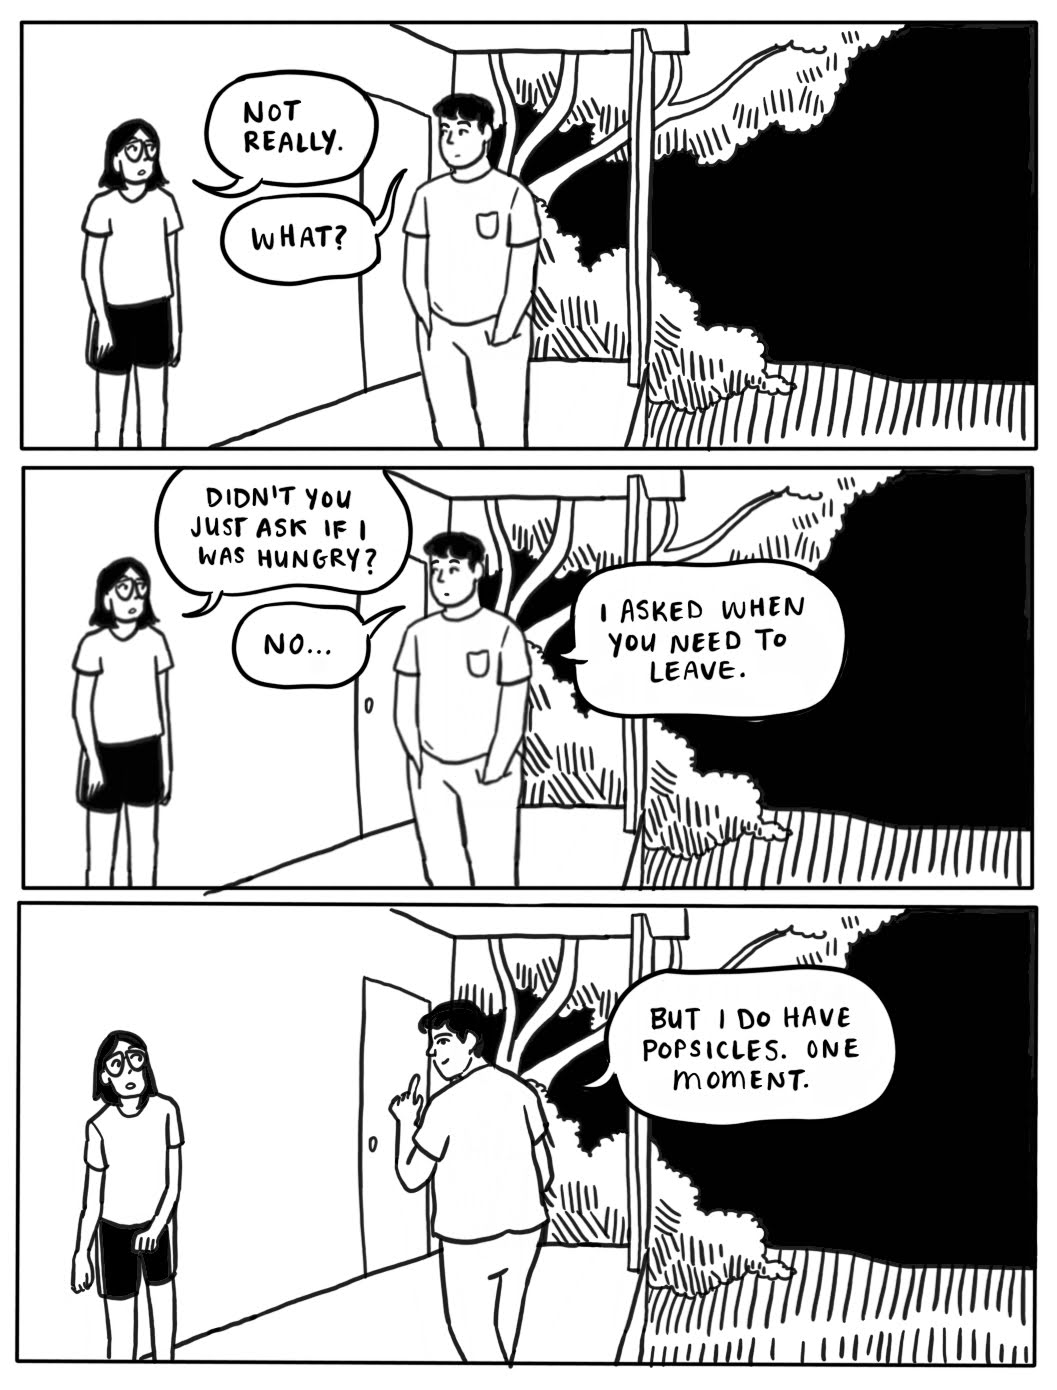 NOT
REALLY.
WHAT?
DIDN'T YOU
JUST ASK IF I
WAS HUNGRY?
NO...
I ASKED WHEN
YOU NEED TO
LEAVE.
BUT I DO HAVE
POPSICLES. ONE
MOMENT.